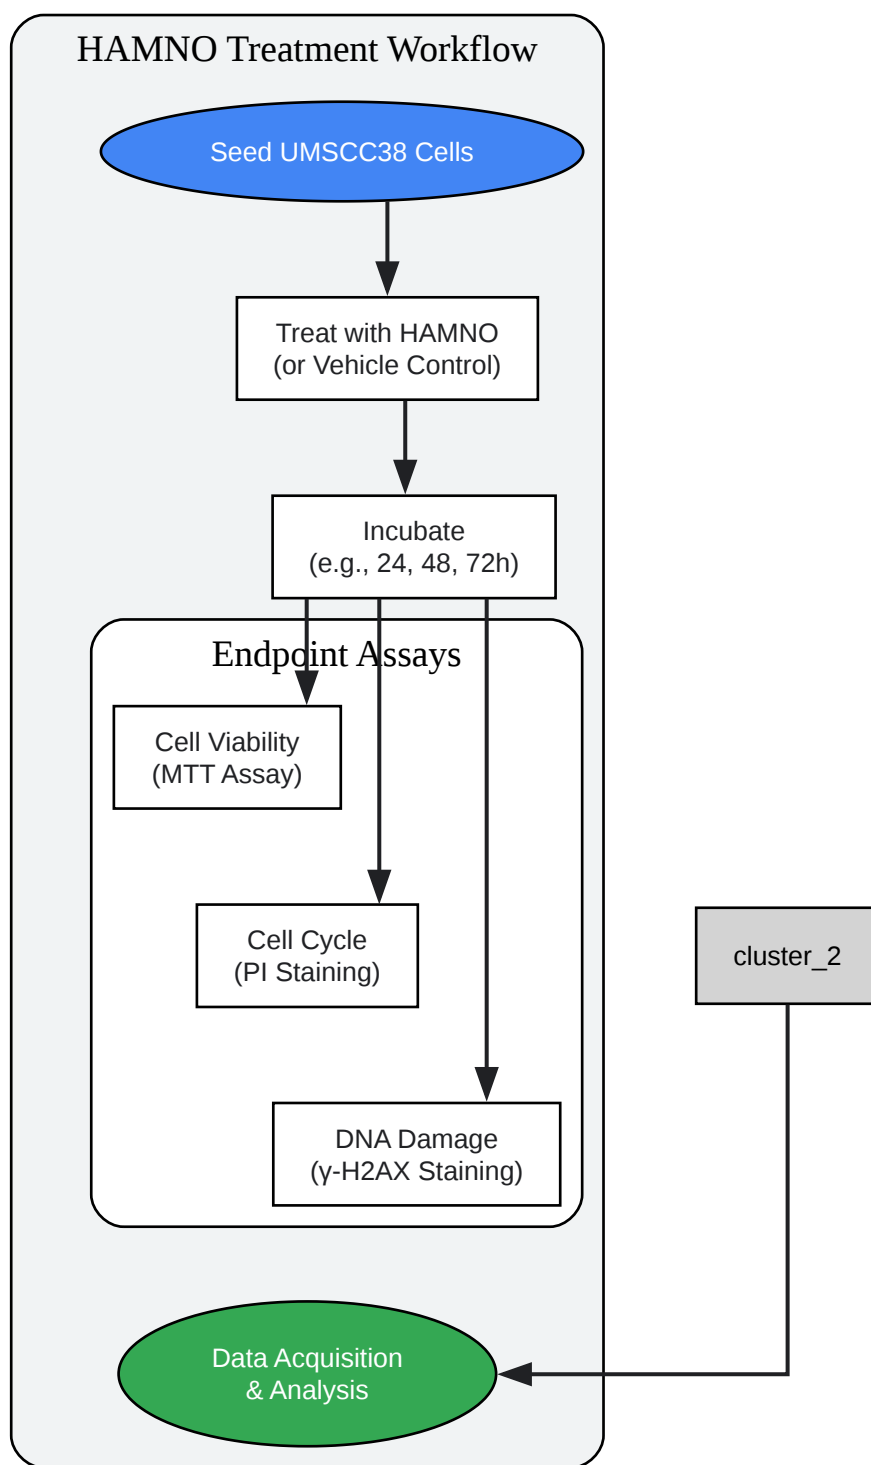 HAMNO Treatment Workflow
Seed UMSCC38 Cells
Treat with HAMNO
(or Vehicle Control)
Incubate
(e.g., 24, 48, 72h)
Endpoint Assays
Cell Viability
(MTT Assay)
Cell Cycle
(PI Staining)
cluster_2
DNA Damage
(γ-H2AX Staining)
Data Acquisition
& Analysis